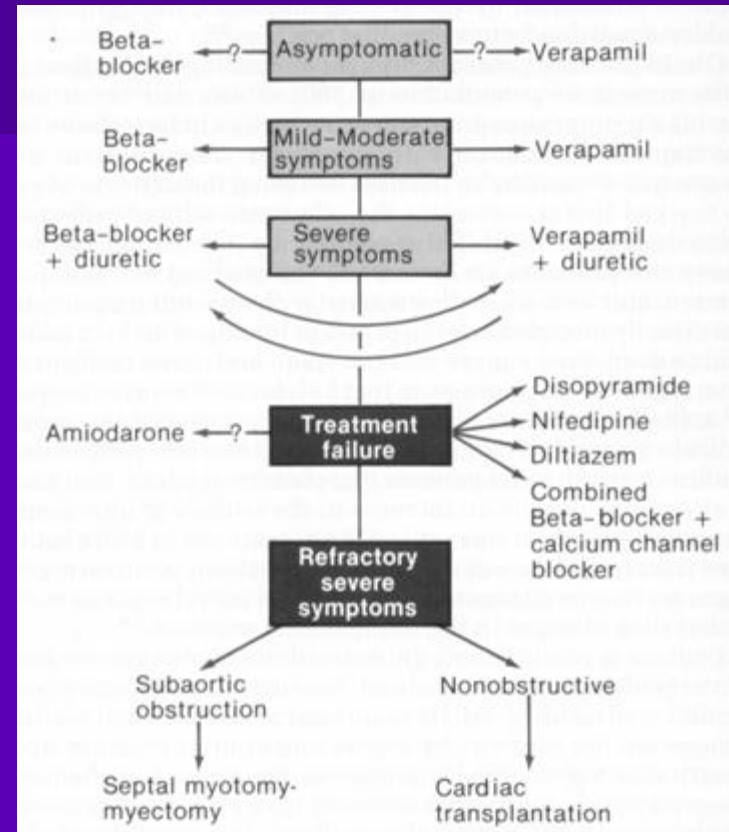 Beta-
blocker
?
Asymptomatic
?
Verapamil
Beta-
blocker
Mild-Moderate
symptoms
Verapamil
Beta-blocker
+ diuretic
Severe
symptoms
Verapamil
+ diuretic
Amiodarone
?
Treatment
failure
Disopyramide
Nifedipine
Diltiazem
Combined
Beta-blocker +
calcium channel
blocker
Refractory
severe
symptoms
Subaortic
obstruction
Nonobstructive
Septal myotomy-
myectomy
Cardiac
transplantation